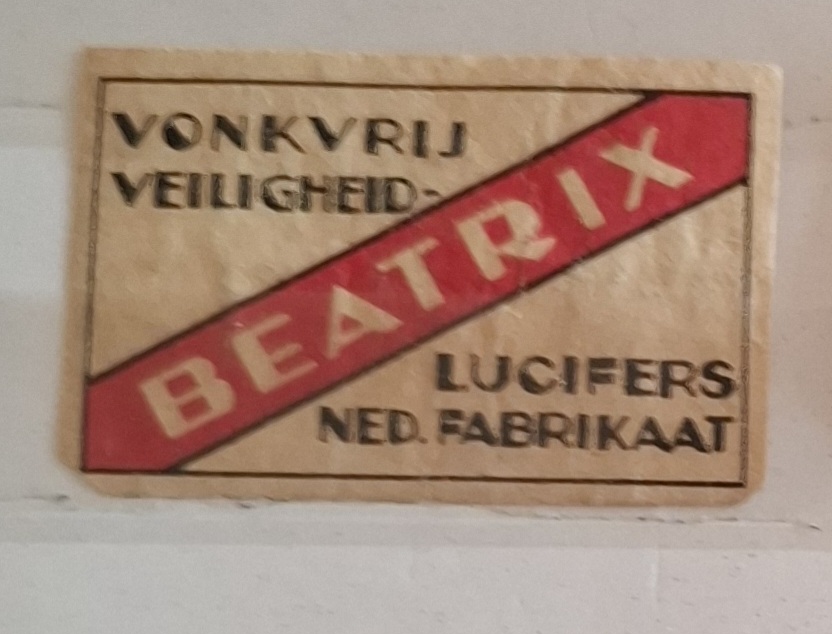 VONKVRIJ
VEILIGHEID-
BEATRIX
LUCIFERS
NED. FABRIKAAT